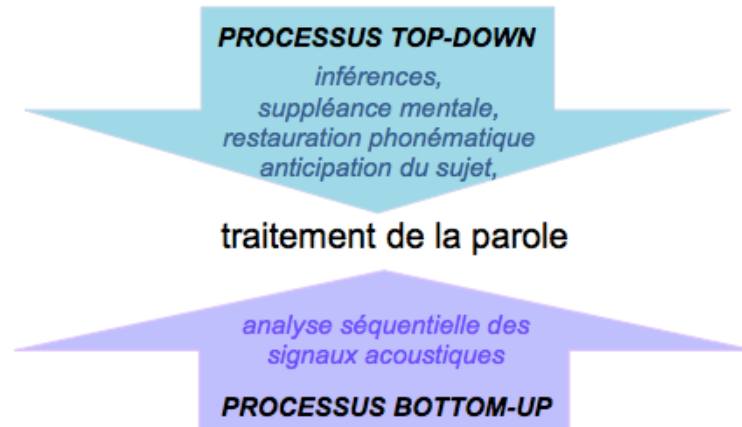 PROCESSUS TOP-DOWN
inférences,
suppléance mentale,
restauration phonématique
anticipation du sujet,
traitement de la parole
analyse séquentielle des
signaux acoustiques
PROCESSUS BOTTOM-UP